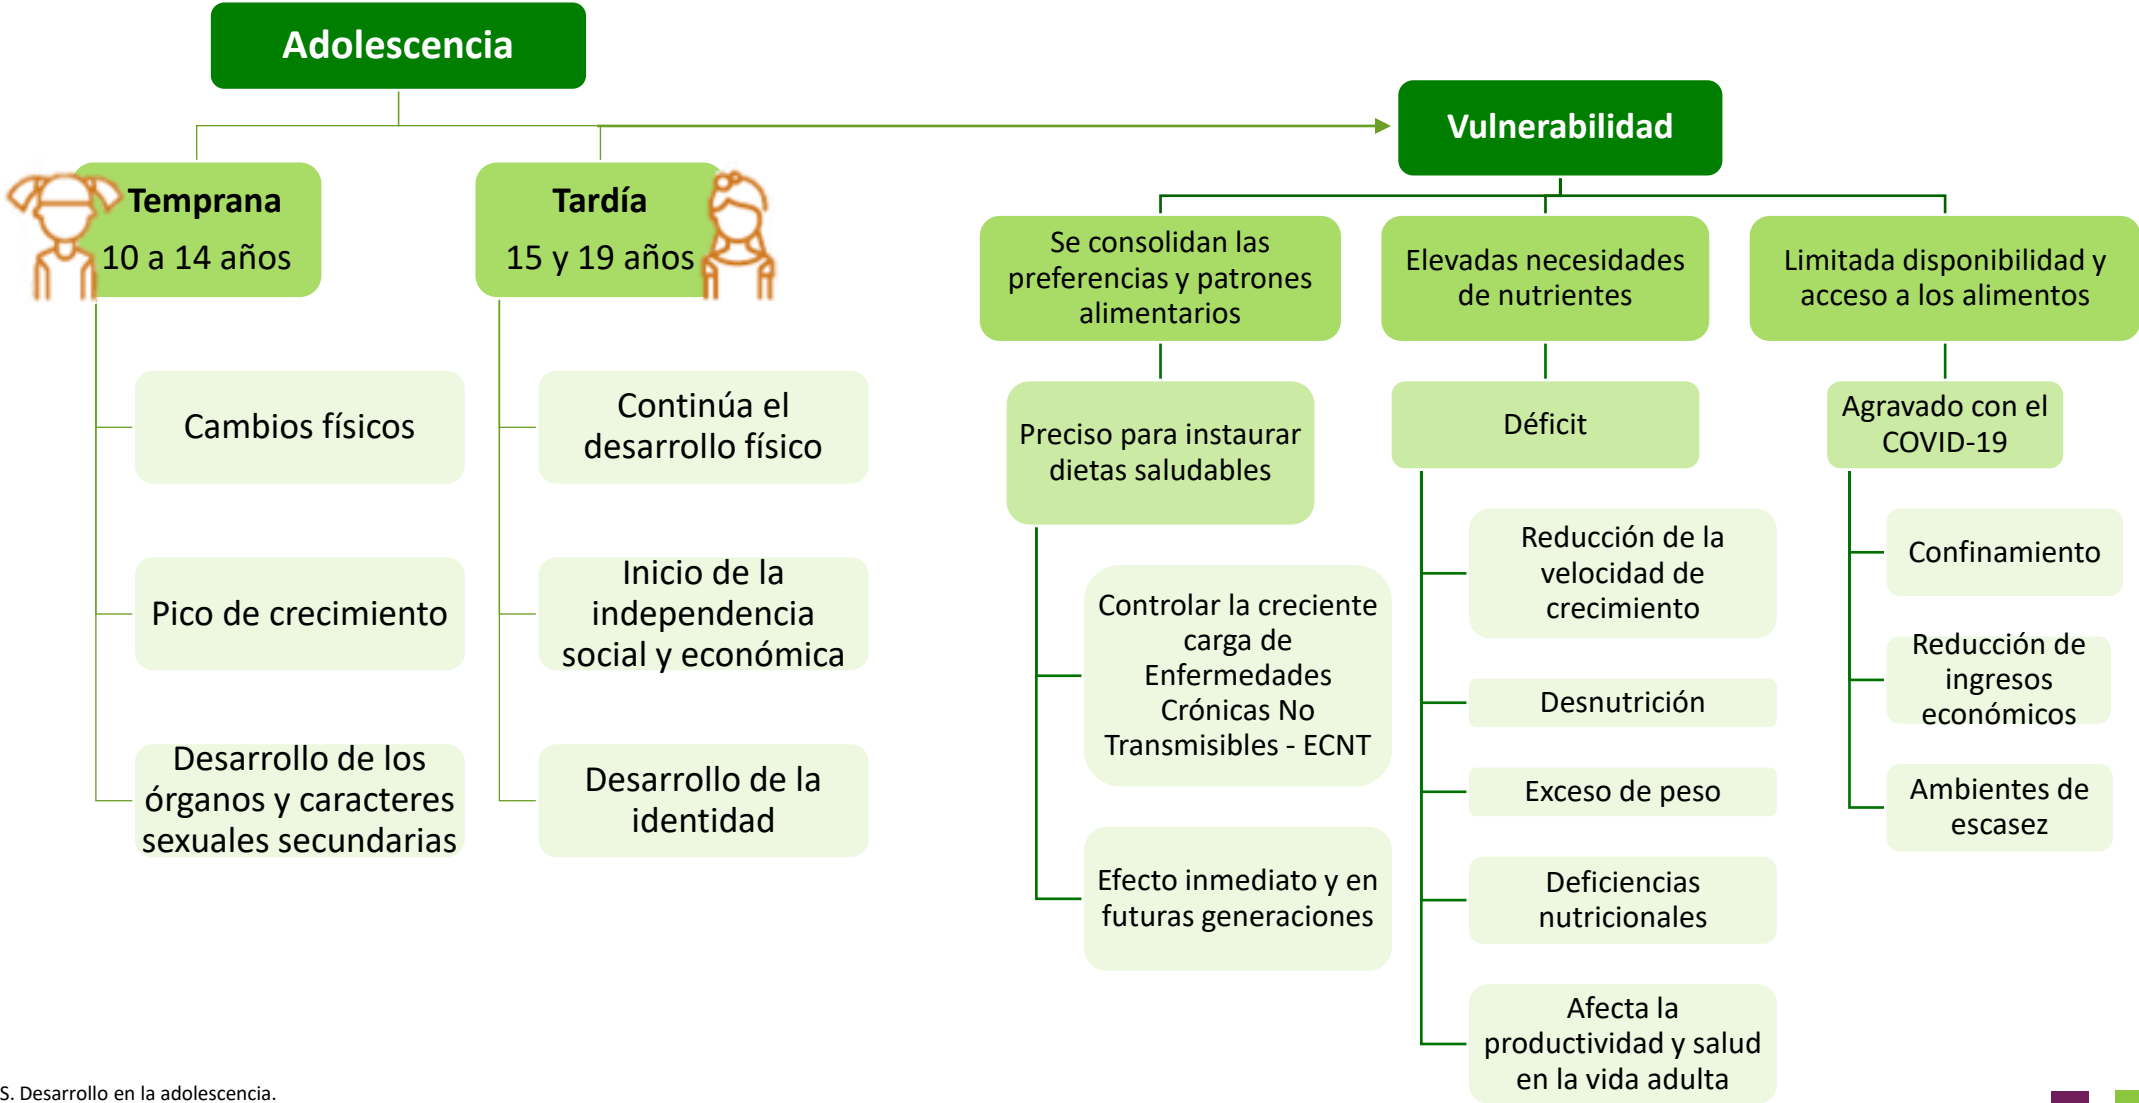 Adolescencia
Temprana
10 a 14 años
Cambios físicos
Pico de crecimiento
Desarrollo de los
órganos y caracteres
sexuales secundarias
Tardía
15 y 19 años
Continúa el
desarrollo físico
Inicio de la
independencia
social y económica
Desarrollo de la
identidad
Vulnerabilidad
Se consolidan las
preferencias y patrones
alimentarios
Preciso para instaurar
dietas saludables
Controlar la creciente
carga de
Enfermedades
Crónicas No
Transmisibles - ECNT
Efecto inmediato y en
futuras generaciones
Elevadas necesidades
de nutrientes
Déficit
Reducción de la
velocidad de
crecimiento
Desnutrición
Exceso de peso
Deficiencias
nutricionales
Afecta la
productividad y salud
en la vida adulta
Limitada disponibilidad y
acceso a los alimentos
Agravado con el
COVID-19
Confinamiento
Reducción de
ingresos
económicos
Ambientes de
escasez
S. Desarrollo en la adolescencia.